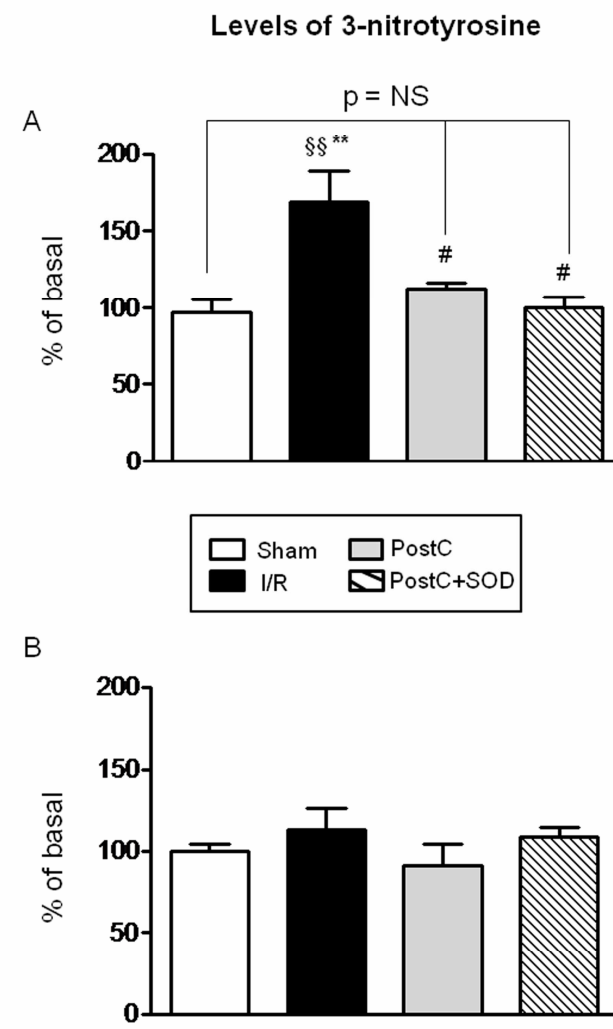 Levels of 3-nitrotyrosine
p = NS
A
§§ **
# #
200
150
100
50
0
% of basal
Sham PostC
I/R PostC+SOD
B
200
150
100
50
0
% of basal